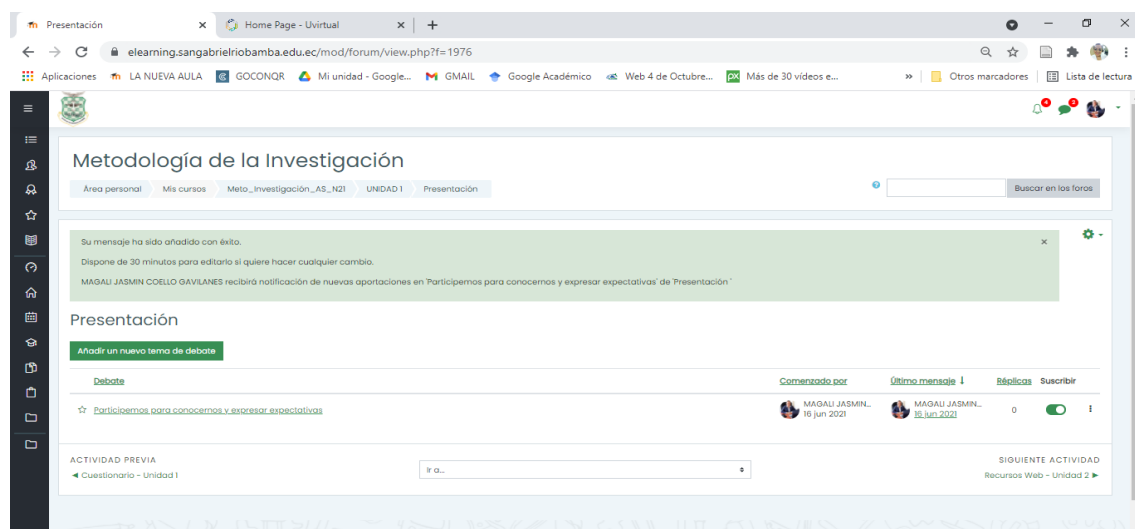 Presentación
Home Page - Uvirtual
elearning.sangabrielriobamba.edu.ec/mod/forum/view.php?f=1976
Aplicaciones LA NUEVA AULA GOCONQR Mi unidad - Google... GMAIL Google Académico Web 4 de Octubre... Más de 30 vídeos e... » Otros marcadores Lista de lectura
4 2
Metodología de la Investigación
Área personal Mis cursos Meto_Investigación_AS_N21 UNIDAD 1 Presentación
Buscar en los foros
Su mensaje ha sido añadido con éxito.
Dispone de 30 minutos para editarlo si quiere hacer cualquier cambio.
MAGALI JASMIN COELLO GAVILANES recibirá notificación de nuevas aportaciones en 'Participemos para conocernos y expresar expectativas' de 'Presentación '
Presentación
Añadir un nuevo tema de debate
Debate Comenzado por Último mensaje ↓ Réplicas Suscribir
Participemos para conocernos y expresar expectativas MAGALI JASMIN... MAGALI JASMIN... 0
16 jun 2021 16 jun 2021
ACTIVIDAD PREVIA SIGUIENTE ACTIVIDAD
◄ Cuestionario - Unidad 1 Ir a... Recursos Web - Unidad 2 ►